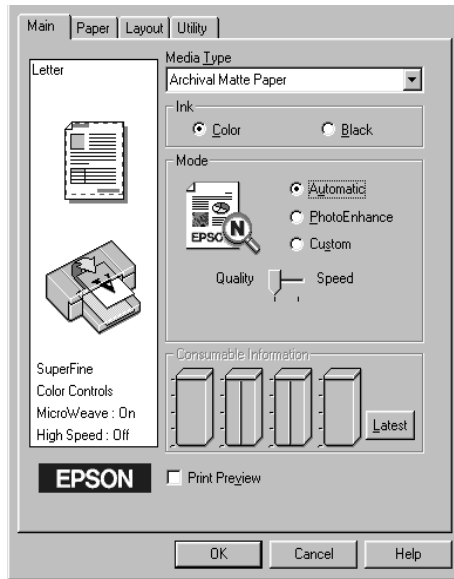 Main Paper Layout Utility
Letter
Media Type
Archival Matte Paper
Ink
Color Black
Mode
EPSO
N
Automatic
PhotoEnhance
Custom
Quality Speed
SuperFine
Color Controls
MicroWeave : On
High Speed : Off
Consumable Information
Latest
EPSON
Print Preview
OK Cancel Help